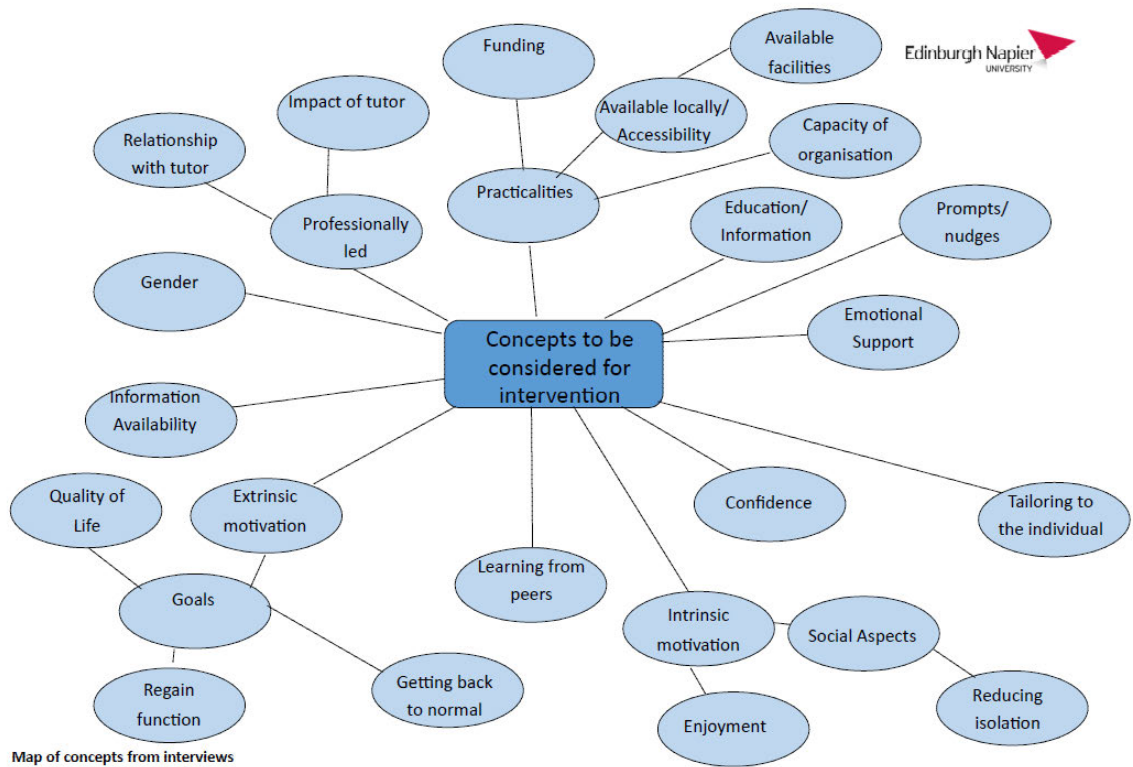 Funding
Available
facilities
Edinburgh Napier
UNIVERSITY
Impact of tutor
Available locally/
Accessibility
Capacity of
organisation
Relationship
with tutor
Practicalities
Professionally
led
Education/
Information
Prompts/
nudges
Gender
Emotional
Support
Concepts to be
considered for
intervention
Information
Availability
Quality of
Life
Extrinsic
motivation
Confidence
Tailoring to
the individual
Learning from
peers
Goals
Intrinsic
motivation
Social Aspects
Regain
function
Getting back
to normal
Enjoyment
Reducing
isolation
Map of concepts from interviews